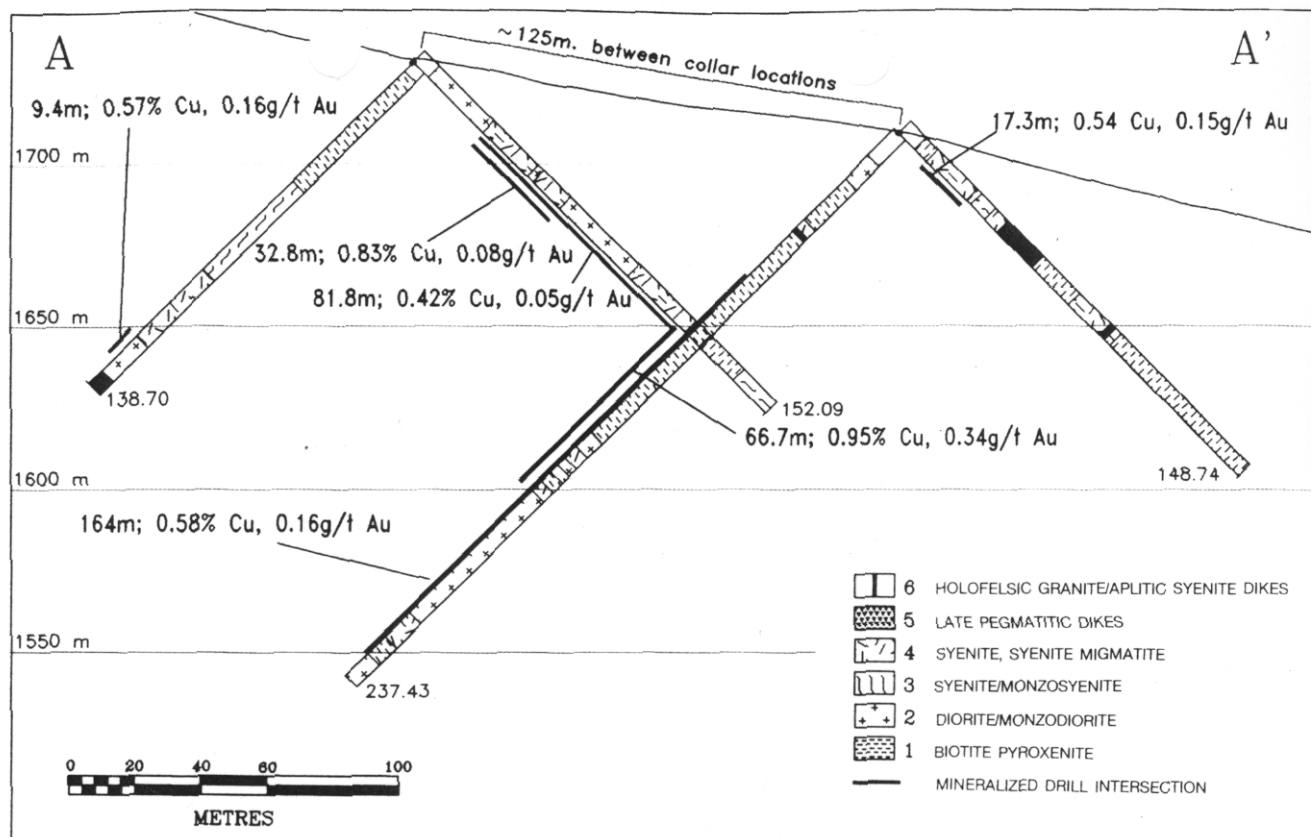 A
A'
~125m. between collar locations
9.4m; 0.57% Cu, 0.16g/t Au
17.3m; 0.54 Cu, 0.15g/t Au
1700 m
32.8m; 0.83% Cu, 0.08g/t Au
81.8m; 0.42% Cu, 0.05g/t Au
1650 m
138.70
152.09
66.7m; 0.95% Cu, 0.34g/t Au
148.74
1600 m
164m; 0.58% Cu, 0.16g/t Au
1550 m
237.43
6 HOLOFELSIC GRANITE/APLITIC SYENITE DIKES
5 LATE PEGMATITIC DIKES
4 SYENITE, SYENITE MIGMATITE
3 SYENITE/MONZOSYENITE
2 DIORITE/MONZODIORITE
1 BIOTITE PYROXENITE
MINERALIZED DRILL INTERSECTION
0 20 40 60 100
METRES